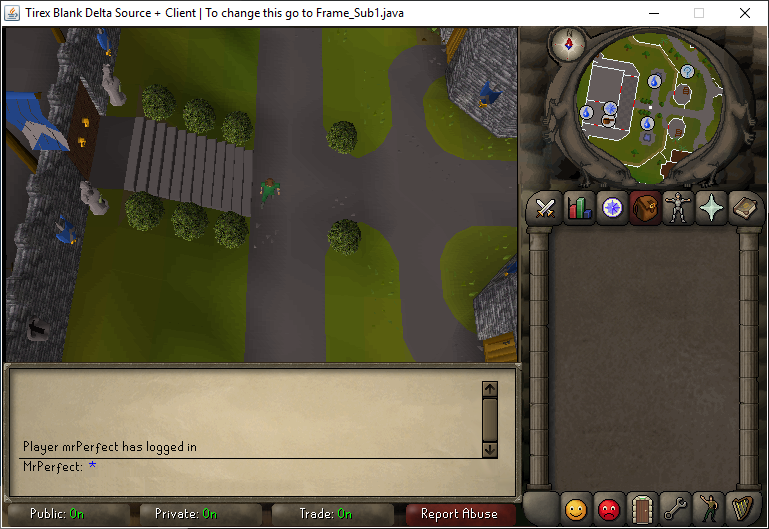 Tirex Blank Delta Source + Client | To change this go to Frame_Sub1.java
Player mrPerfect has logged in
MrPerfect: *
Public: On Private: On Trade: On Report Abuse